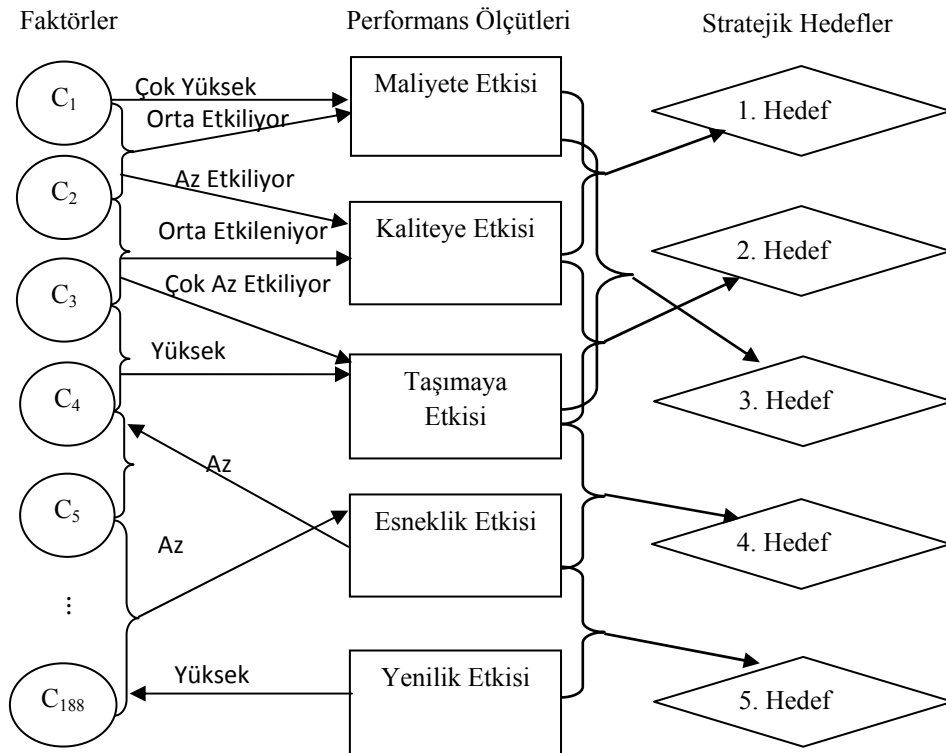 Faktörler
Performans Ölçütleri
Stratejik Hedefler
C1
Çok Yüksek
Maliyete Etkisi
1. Hedef
Orta Etkiliyor
C2
Az Etkiliyor
Kaliteye Etkisi
2. Hedef
Orta Etkileniyor
C3
Çok Az Etkiliyor
Yüksek
Taşımaya
Etkisi
3. Hedef
C4
Az
C5
Az
Esneklik Etkisi
4. Hedef
...
C188
Yüksek
Yenilik Etkisi
5. Hedef